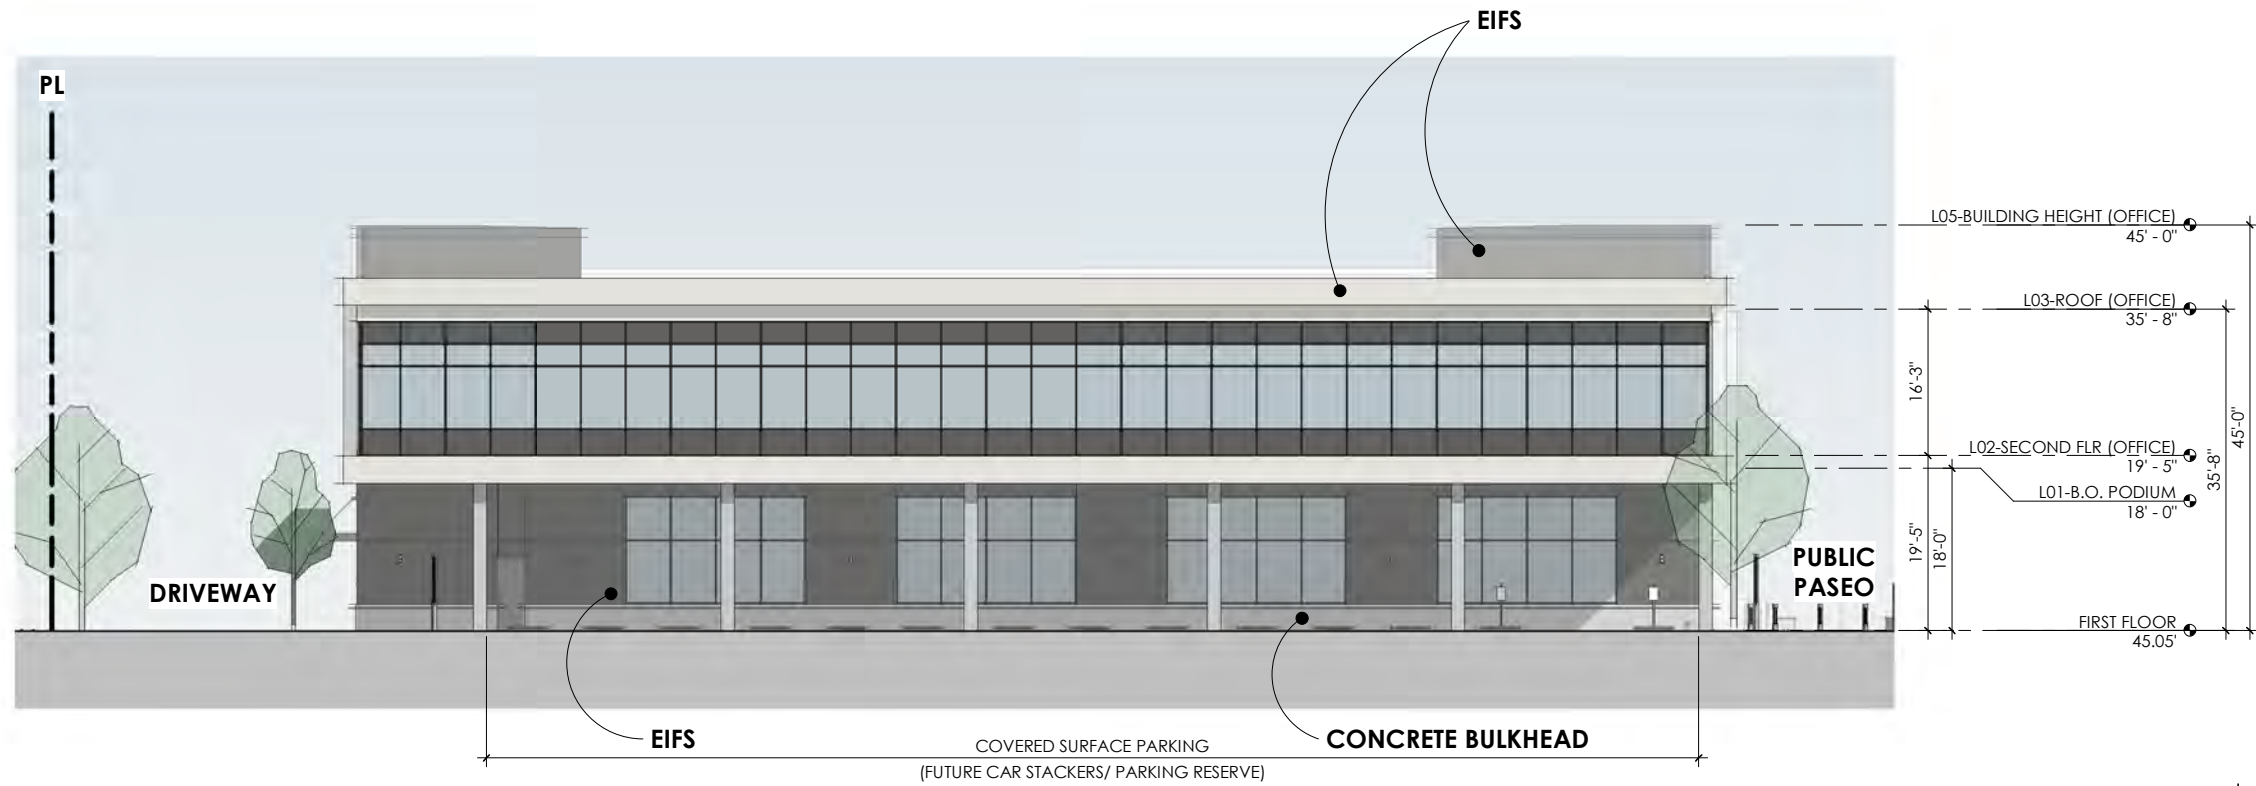 EIFS
PL
L05-BUILDING HEIGHT (OFFICE)
45' - 0"
L03-ROOF (OFFICE)
35' - 8"
16'-3"
45'-0"
L02-SECOND FLR (OFFICE)
19' - 5"
35'-8"
L01-B.O. PODIUM
18' - 0"
19'-5"
18'-0"
PUBLIC
PASEO
DRIVEWAY
FIRST FLOOR
45.05'
EIFS
COVERED SURFACE PARKING
(FUTURE CAR STACKERS/ PARKING RESERVE)
CONCRETE BULKHEAD